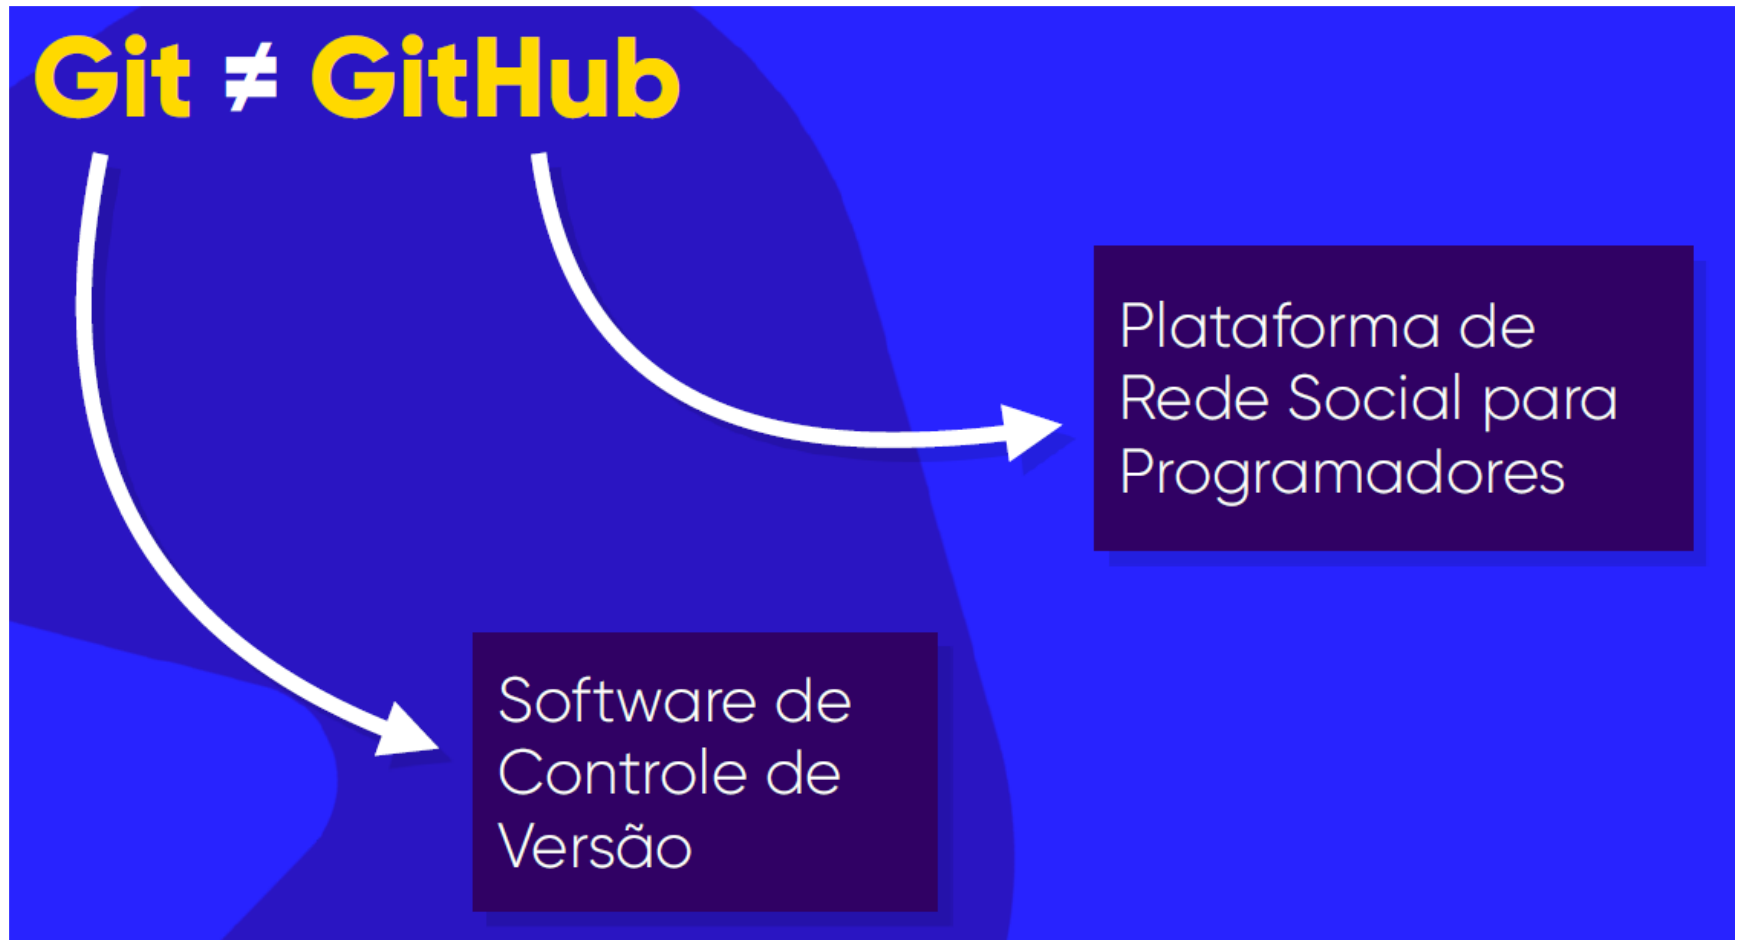 Git ≠ GitHub
Plataforma de
Rede Social para
Programadores
Software de
Controle de
Versão